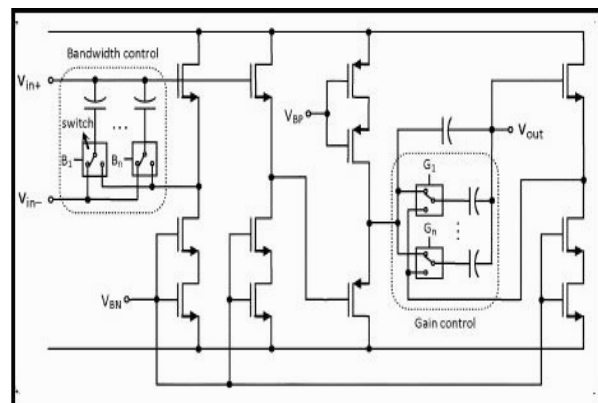 Bandwidth control
Vin+
switch
...
B1
Bn
Vin−
VBP
Vout
G1
Gn
VBN
Gain control